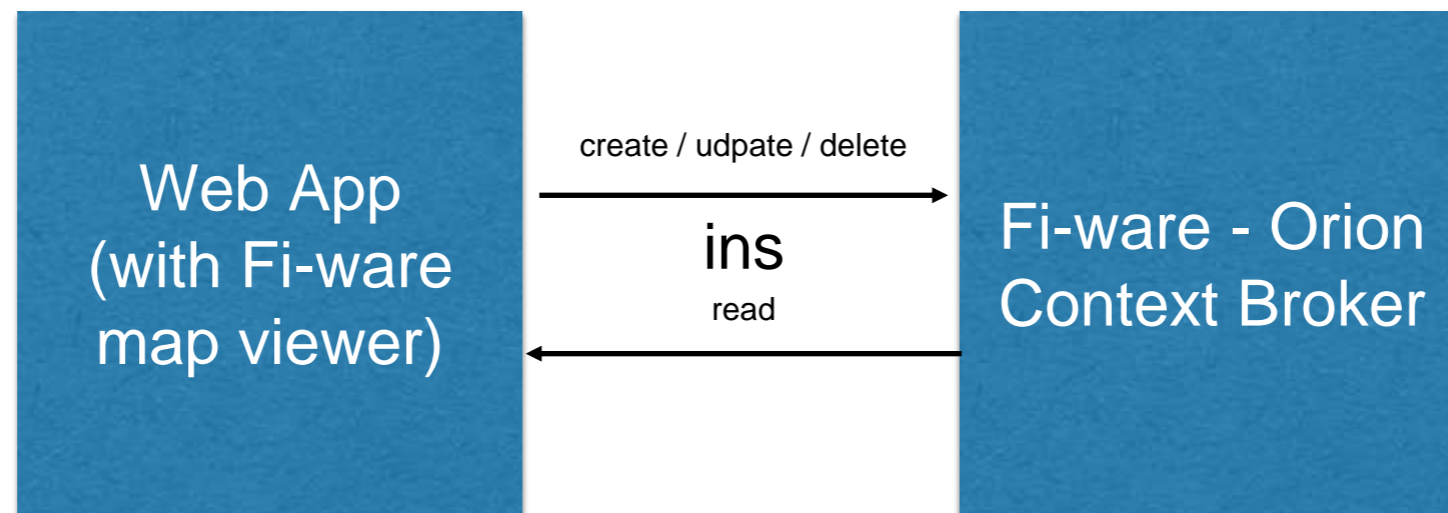 Web App
(with Fi-ware
map viewer)
create / udpate / delete
ins
read
Fi-ware - Orion
Context Broker